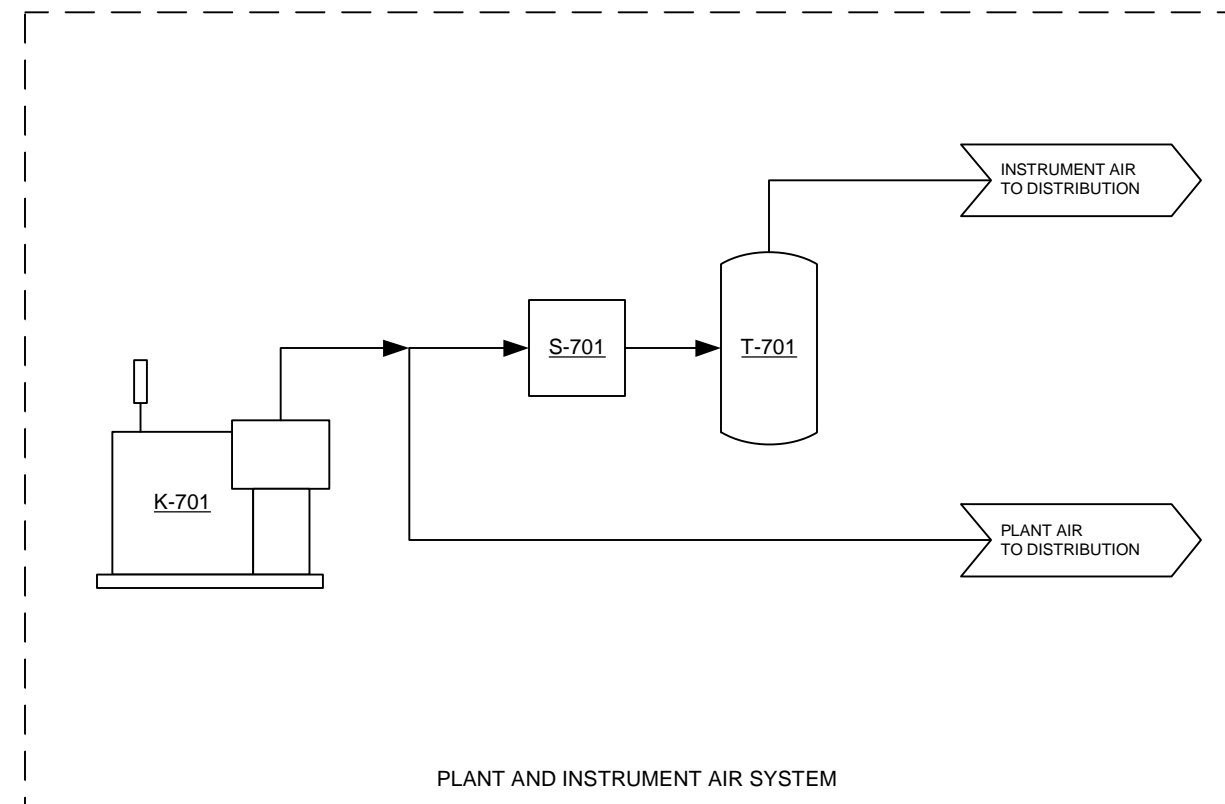 INSTRUMENT AIR
TO DISTRIBUTION
S-701
T-701
K-701
PLANT AIR
TO DISTRIBUTION
PLANT AND INSTRUMENT AIR SYSTEM